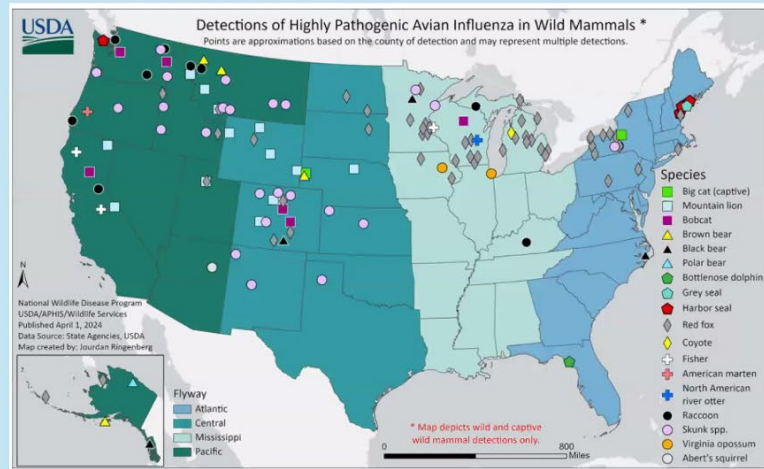 USDA
Detections of Highly Pathogenic Avian Influenza in Wild Mammals *
Points are approximations based on the county of detection and may represent multiple detections.
Species
Big cat (captive)
Mountain lion
Bobcat
Brown bear
Black bear
Polar bear
Bottlenose dolphin
Grey seal
Harbor seal
Red fox
Coyote
Fisher
American marten
North American
river otter
Raccoon
Skunk spp.
Virginia opossum
Abert's squirrel
N
National Wildlife Disease Program
USDA/APHIS/Wildlife Services
Published April 1, 2024
Data Source: State Agencies, USDA
Map created by: Jourdan Ringenberg
Flyway
Atlantic
Central
Mississippi
Pacific
* Map depicts wild and captive
wild mammal detections only.
0 800
Miles